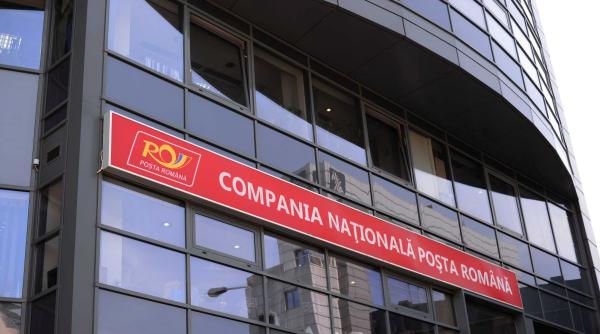 POȘTA ROMÂNĂ
COMPANIA NAȚIONALĂ POȘTA ROMÂNĂ